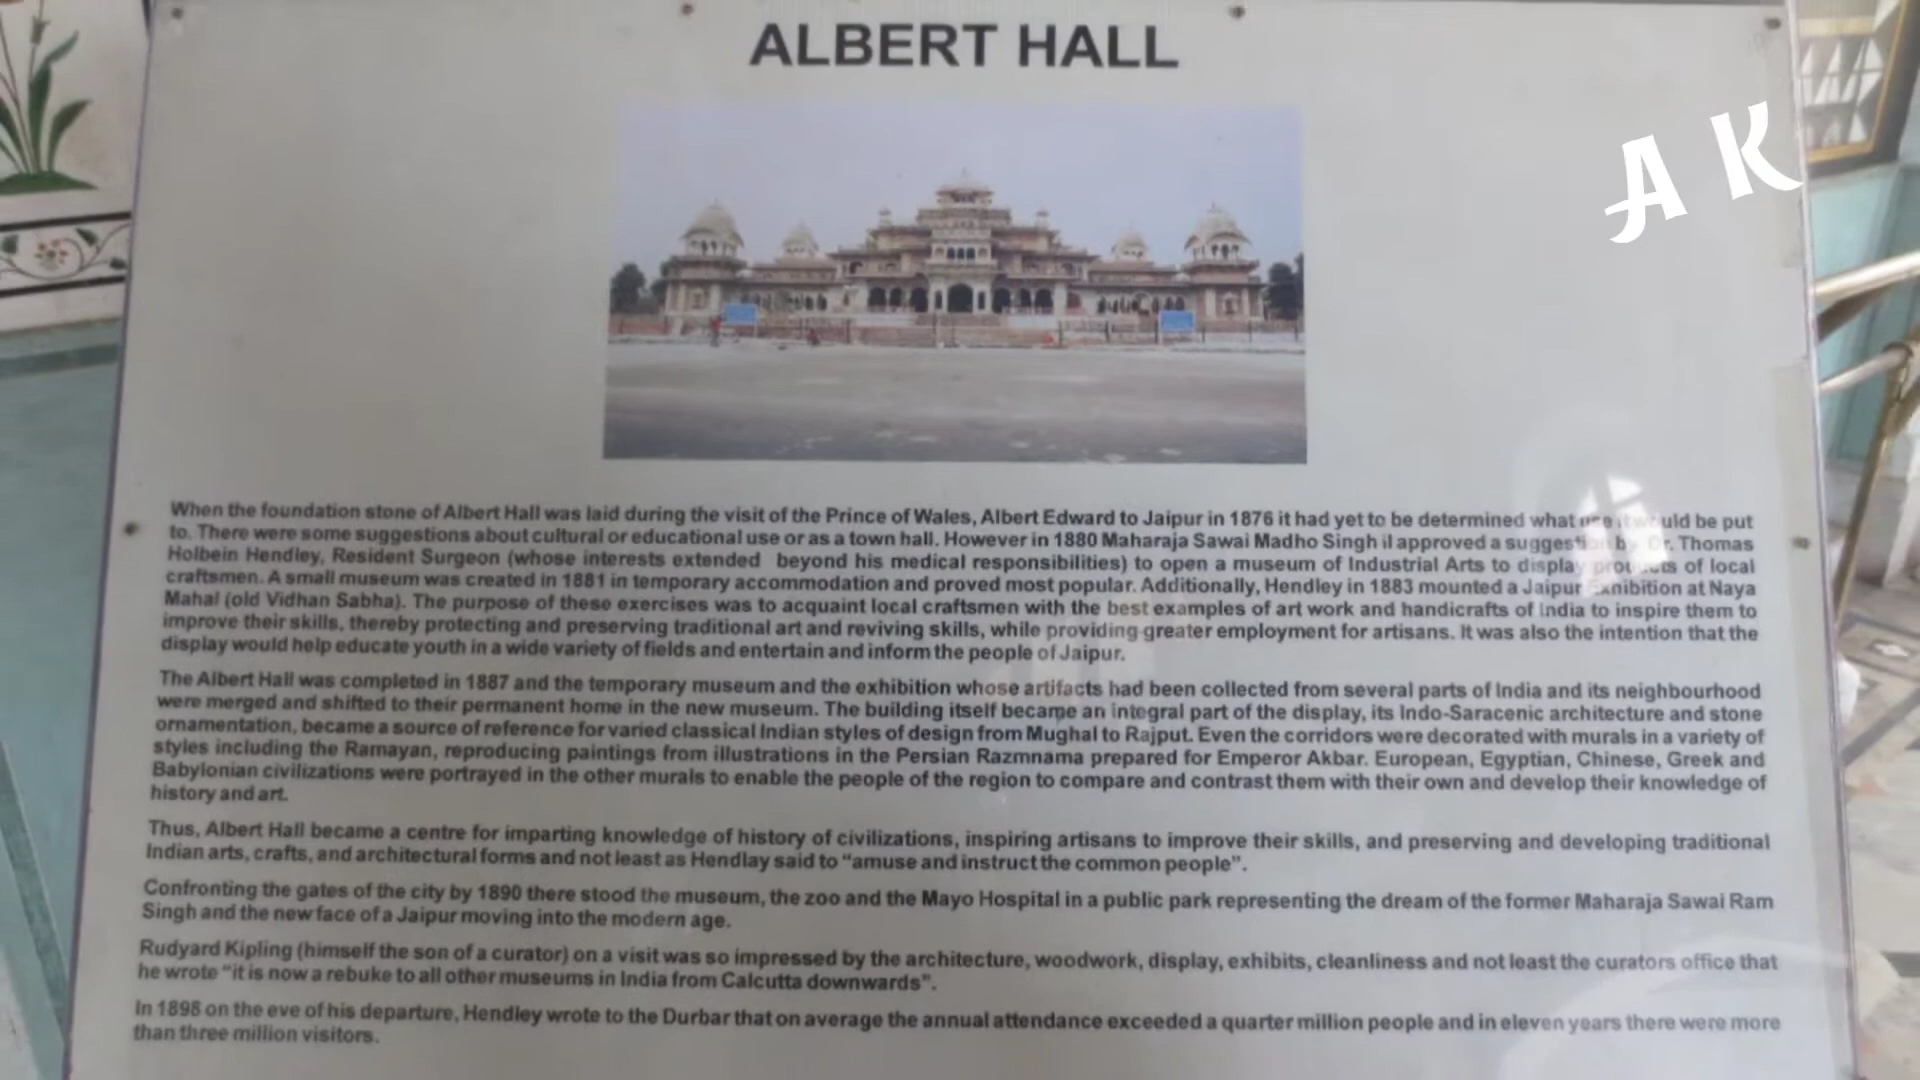 ALBERT HALL
A K
When the foundation stone of Albert Hall was laid during the visit of the Prince of Wales, Albert Edward to Jaipur in 1876 it had yet to be determined what use it would be put
to. There were some suggestions about cultural or educational use or as a town hall. However in 1880 Maharaja Sawai Madho Singh iI approved a suggestion by Dr. Thomas
Holbein Hendley, Resident Surgeon (whose interests extended beyond his medical responsibilities) to open a museum of Industrial Arts to display products of local
craftsmen. A small museum was created in 1881 in temporary accommodation and proved most popular. Additionally, Hendley in 1883 mounted a Jaipur Exhibition at Naya
Mahal (old Vidhan Sabha). The purpose of these exercises was to acquaint local craftsmen with the best examples of art work and handicrafts of India to inspire them to
improve their skills, thereby protecting and preserving traditional art and reviving skills, while providing greater employment for artisans. It was also the intention that the
display would help educate youth in a wide variety of fields and entertain and inform the people of Jaipur.
The Albert Hall was completed in 1887 and the temporary museum and the exhibition whose artifacts had been collected from several parts of India and its neighbourhood
were merged and shifted to their permanent home in the new museum. The building itself became an integral part of the display, its Indo-Saracenic architecture and stone
ornamentation, became a source of reference for varied classical Indian styles of design from Mughal to Rajput. Even the corridors were decorated with murals in a variety of
styles including the Ramayan, reproducing paintings from illustrations in the Persian Razmnama prepared for Emperor Akbar. European, Egyptian, Chinese, Greek and
Babylonian civilizations were portrayed in the other murals to enable the people of the region to compare and contrast them with their own and develop their knowledge of
history and art.
Thus, Albert Hall became a centre for imparting knowledge of history of civilizations, inspiring artisans to improve their skills, and preserving and developing traditional
Indian arts, crafts, and architectural forms and not least as Hendlay said to “amuse and instruct the common people”.
Confronting the gates of the city by 1890 there stood the museum, the zoo and the Mayo Hospital in a public park representing the dream of the former Maharaja Sawai Ram
Singh and the new face of a Jaipur moving into the modern age.
Rudyard Kipling (himself the son of a curator) on a visit was so impressed by the architecture, woodwork, display, exhibits, cleanliness and not least the curators office that
he wrote “it is now a rebuke to all other museums in India from Calcutta downwards”.
In 1898 on the eve of his departure, Hendley wrote to the Durbar that on average the annual attendance exceeded a quarter million people and in eleven years there were more
than three million visitors.